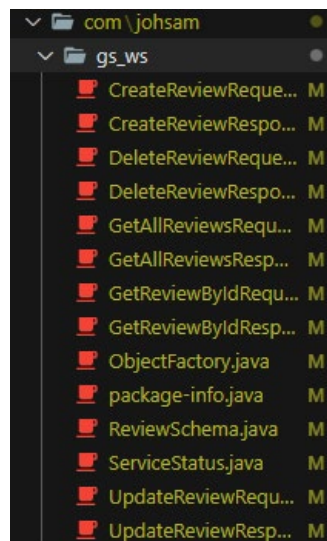 com\johsam
gs_ws
CreateReviewReque... M
CreateReviewRespo... M
DeleteReviewReque... M
DeleteReviewRespo... M
GetAllReviewsRequ... M
GetAllReviewsResp... M
GetReviewByIdRequ... M
GetReviewByIdResp... M
ObjectFactory.java M
package-info.java M
ReviewSchema.java M
ServiceStatus.java M
UpdateReviewRequ... M
UpdateReviewResp... M